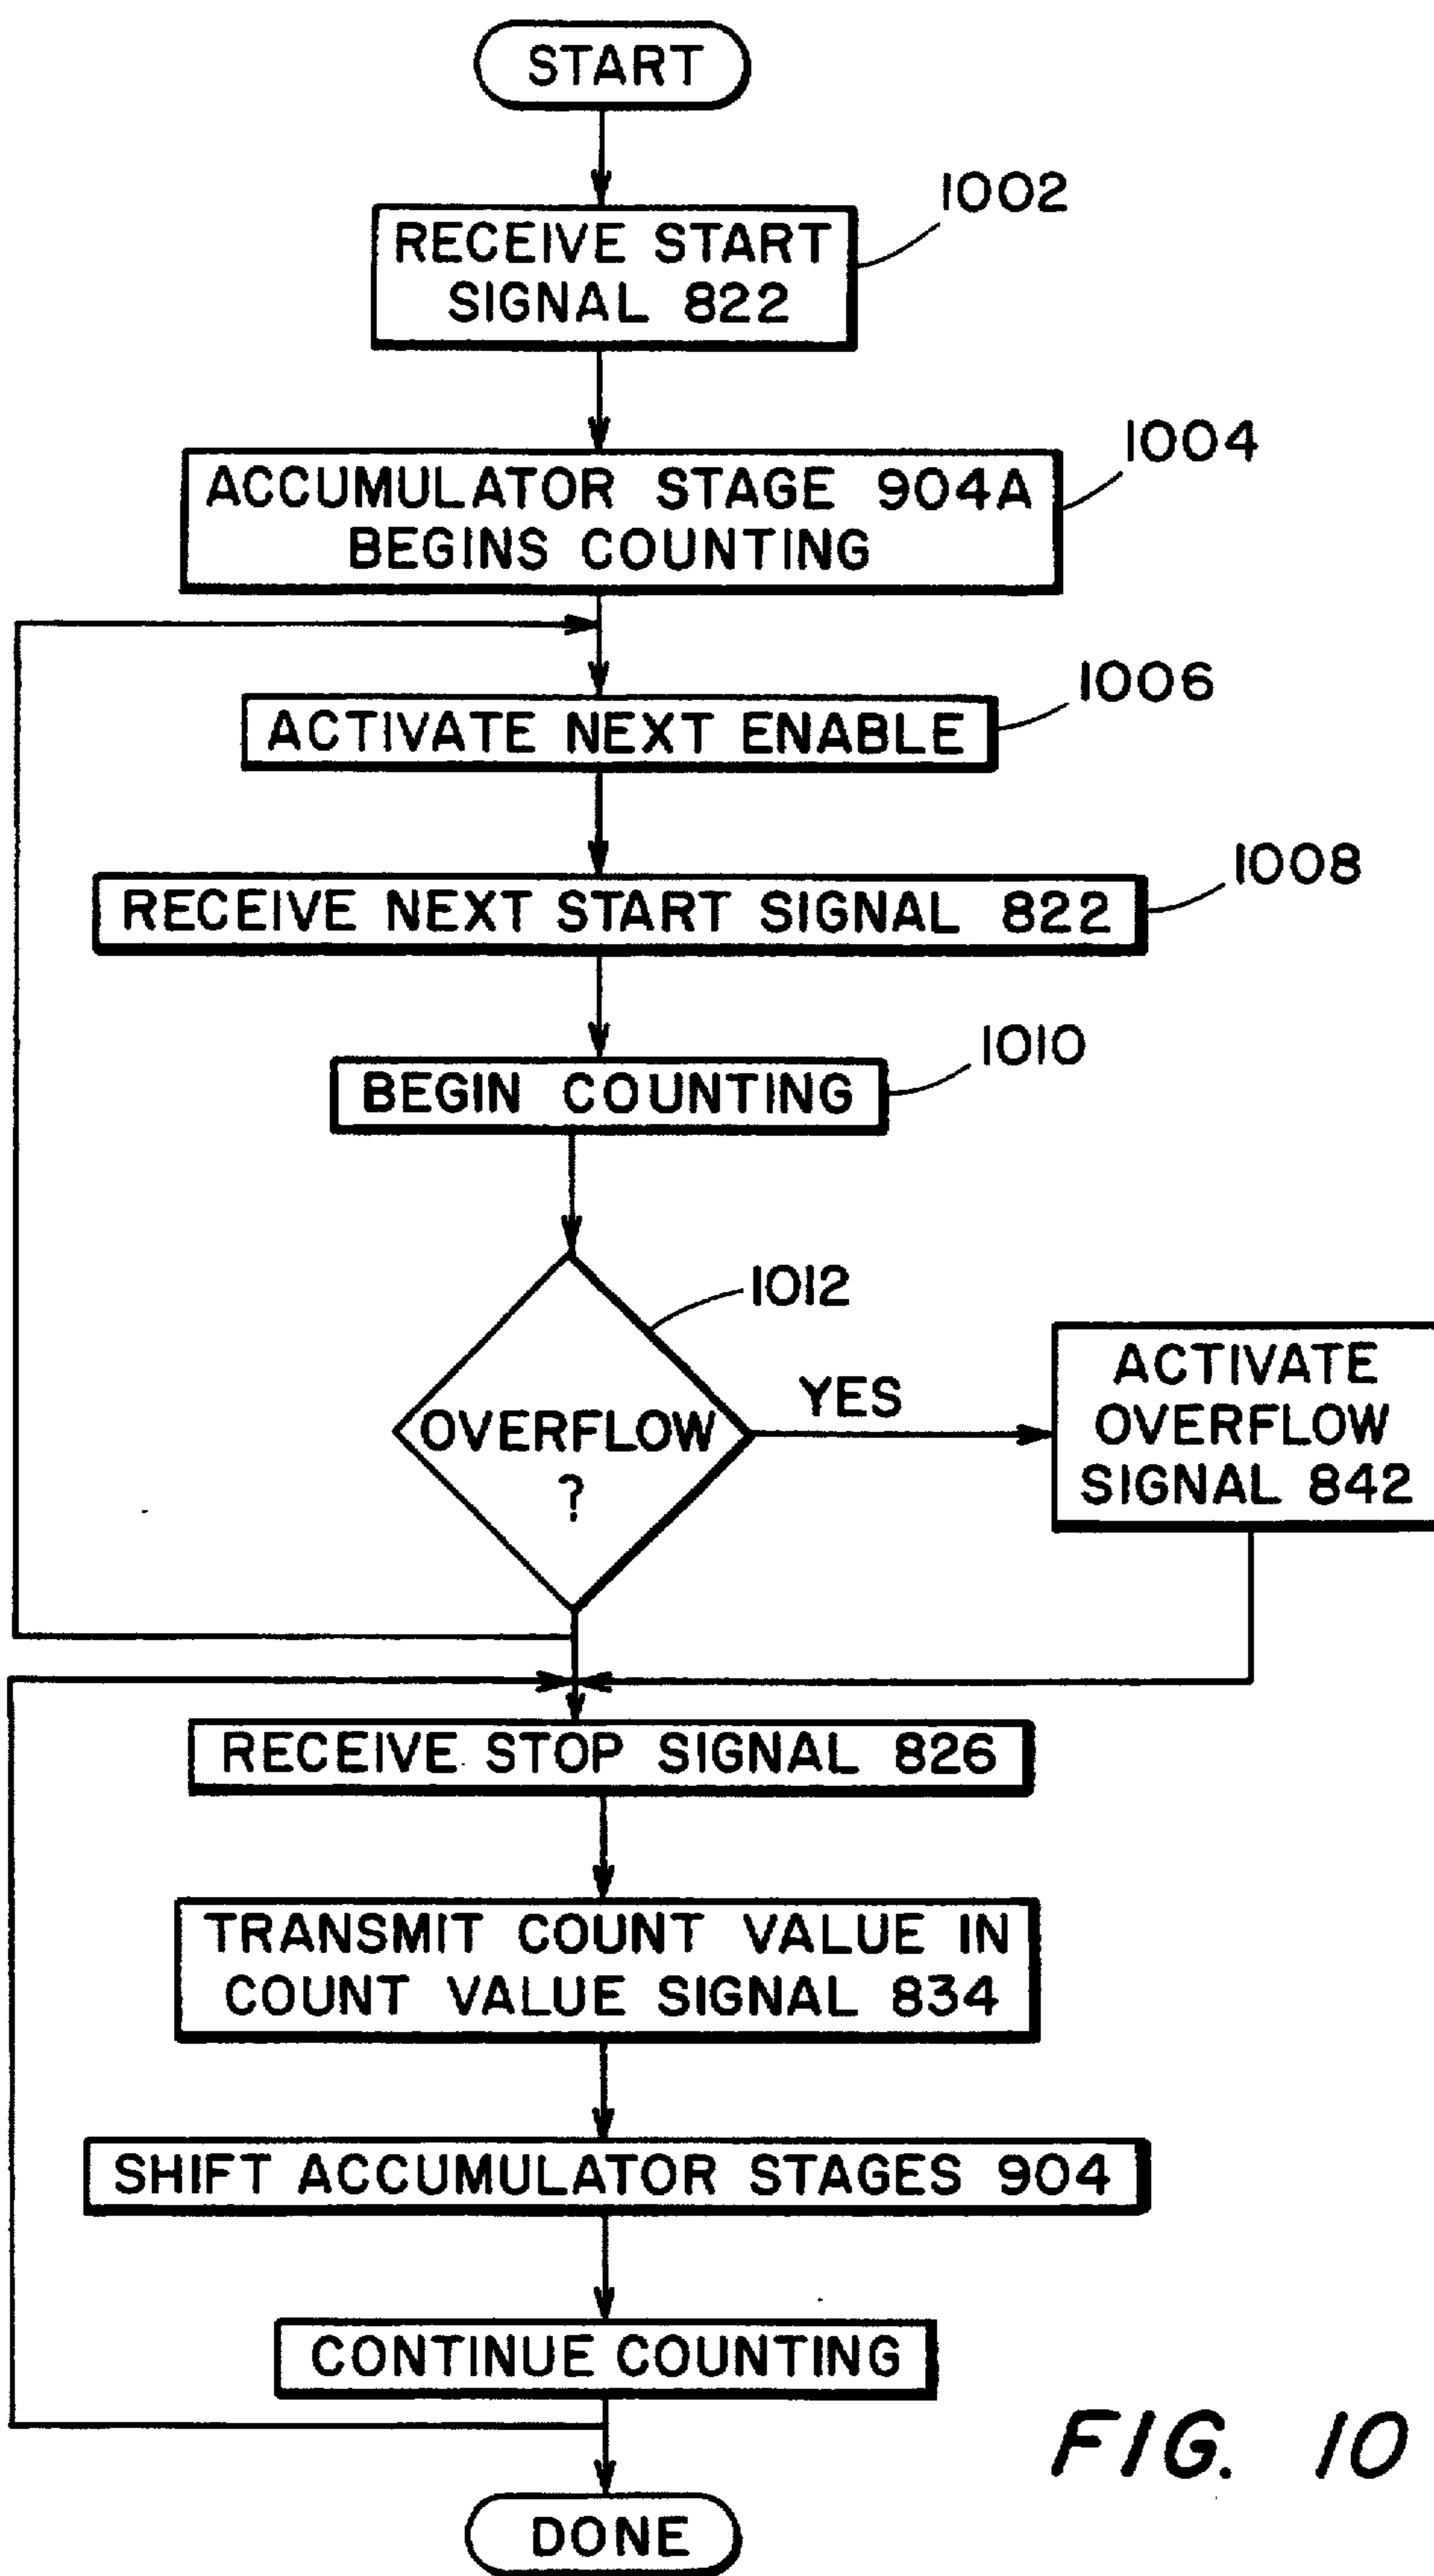 START
1002
RECEIVE START
SIGNAL 822
1004
ACCUMULATOR STAGE 904A
BEGINS COUNTING
1006
ACTIVATE NEXT ENABLE
1008
RECEIVE NEXT START SIGNAL 822
1010
BEGIN COUNTING
1012
OVERFLOW
?
YES
ACTIVATE
OVERFLOW
SIGNAL 842
RECEIVE STOP SIGNAL 826
TRANSMIT COUNT VALUE IN
COUNT VALUE SIGNAL 834
SHIFT ACCUMULATOR STAGES 904
CONTINUE COUNTING
DONE
FIG. 10